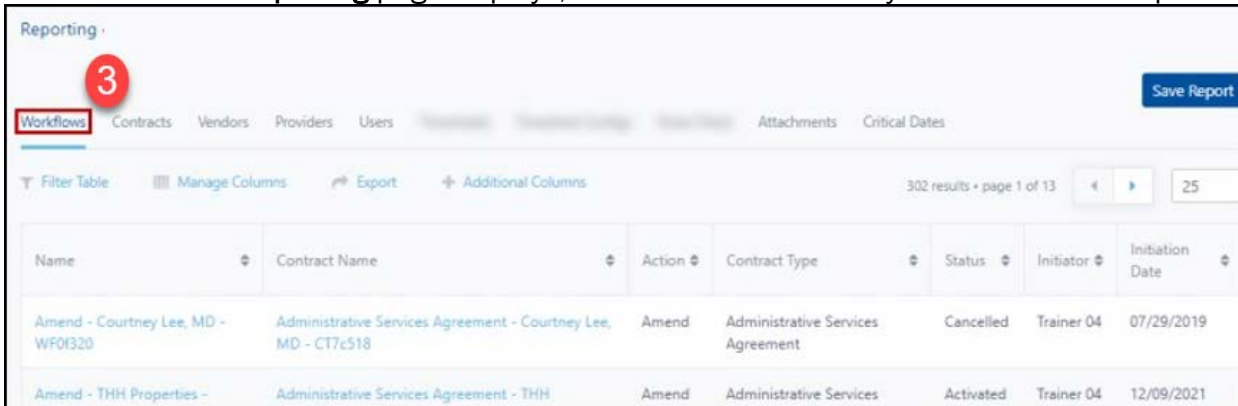 Reporting
3
Save Report
Workflows Contracts Vendors Providers Users Attachments Critical Dates
Filter Table Manage Columns Export + Additional Columns 302 results • page 1 of 13 25
Name Contract Name Action Contract Type Status Initiator Initiation Date
Amend - Courtney Lee, MD - Administrative Services Agreement - Courtney Lee, Amend Administrative Services Cancelled Trainer 04 07/29/2019
WF0f320 MD - CT7c518 Agreement
Amend - THH Properties - Administrative Services Agreement - THH Amend Administrative Services Activated Trainer 04 12/09/2021